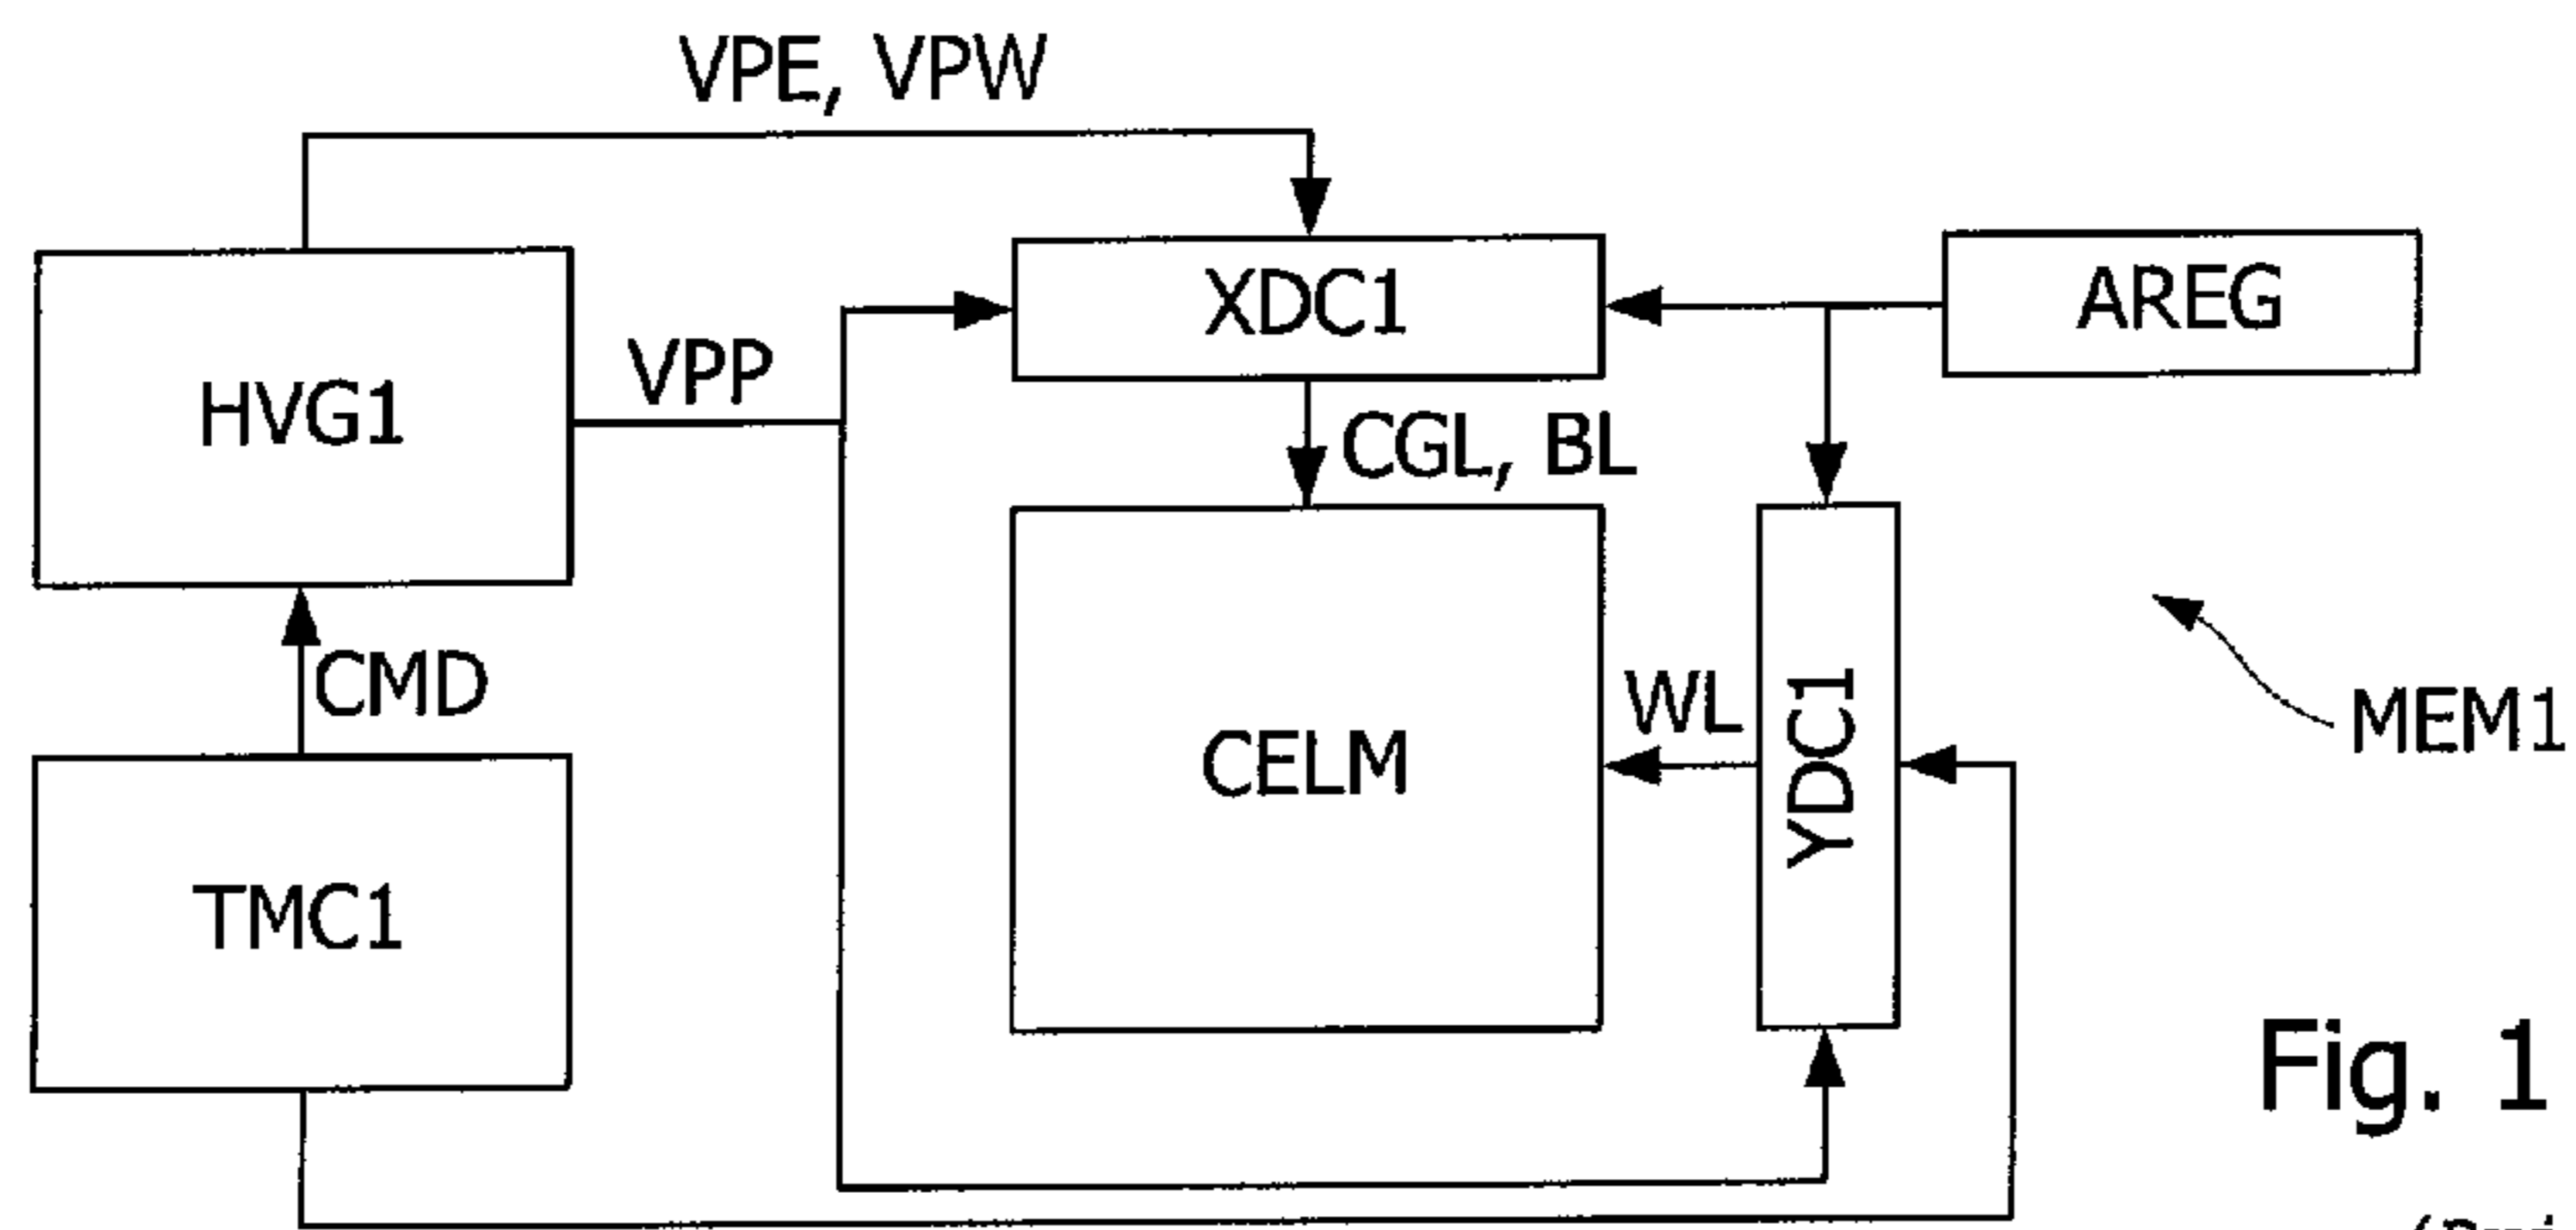 VPE, VPW
XDC1
AREG
HVG1
VPP
CGL, BL
CMD
WL
YDC1
MEM1
CELM
TMC1
Fig. 1